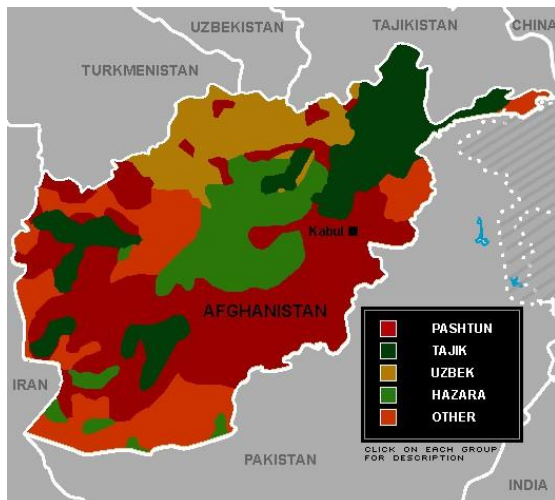 UZBEKISTAN
TAJIKISTAN
CHINA
TURKMENISTAN
Kabul
AFGHANISTAN
PASHTUN
TAJIK
UZBEK
HAZARA
OTHER
IRAN
CLICK ON EACH GROUP
FOR DESCRIPTION
PAKISTAN
INDIA